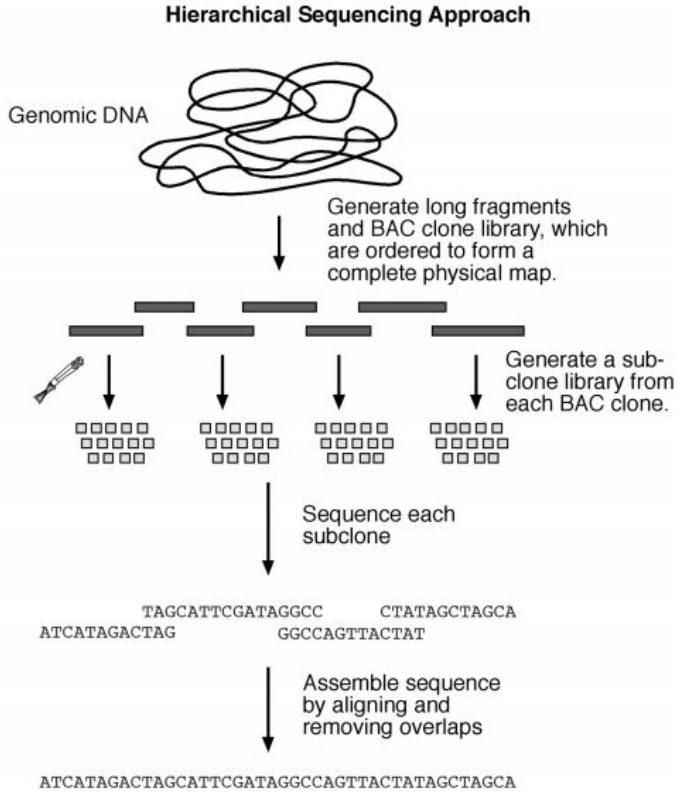 Hierarchical Sequencing Approach
Genomic DNA
Generate long fragments
and BAC clone library, which
are ordered to form a
complete physical map.
Generate a sub-
clone library from
each BAC clone.
Sequence each
subclone
TAGCATTCGATAGGCC CTATAGCTAGCA
ATCATAGACTAG GGCCAGTTACTAT
Assemble sequence
by aligning and
removing overlaps
ATCATAGACTAGCATTCGATAGGCCAGTTACTATAGCTAGCA